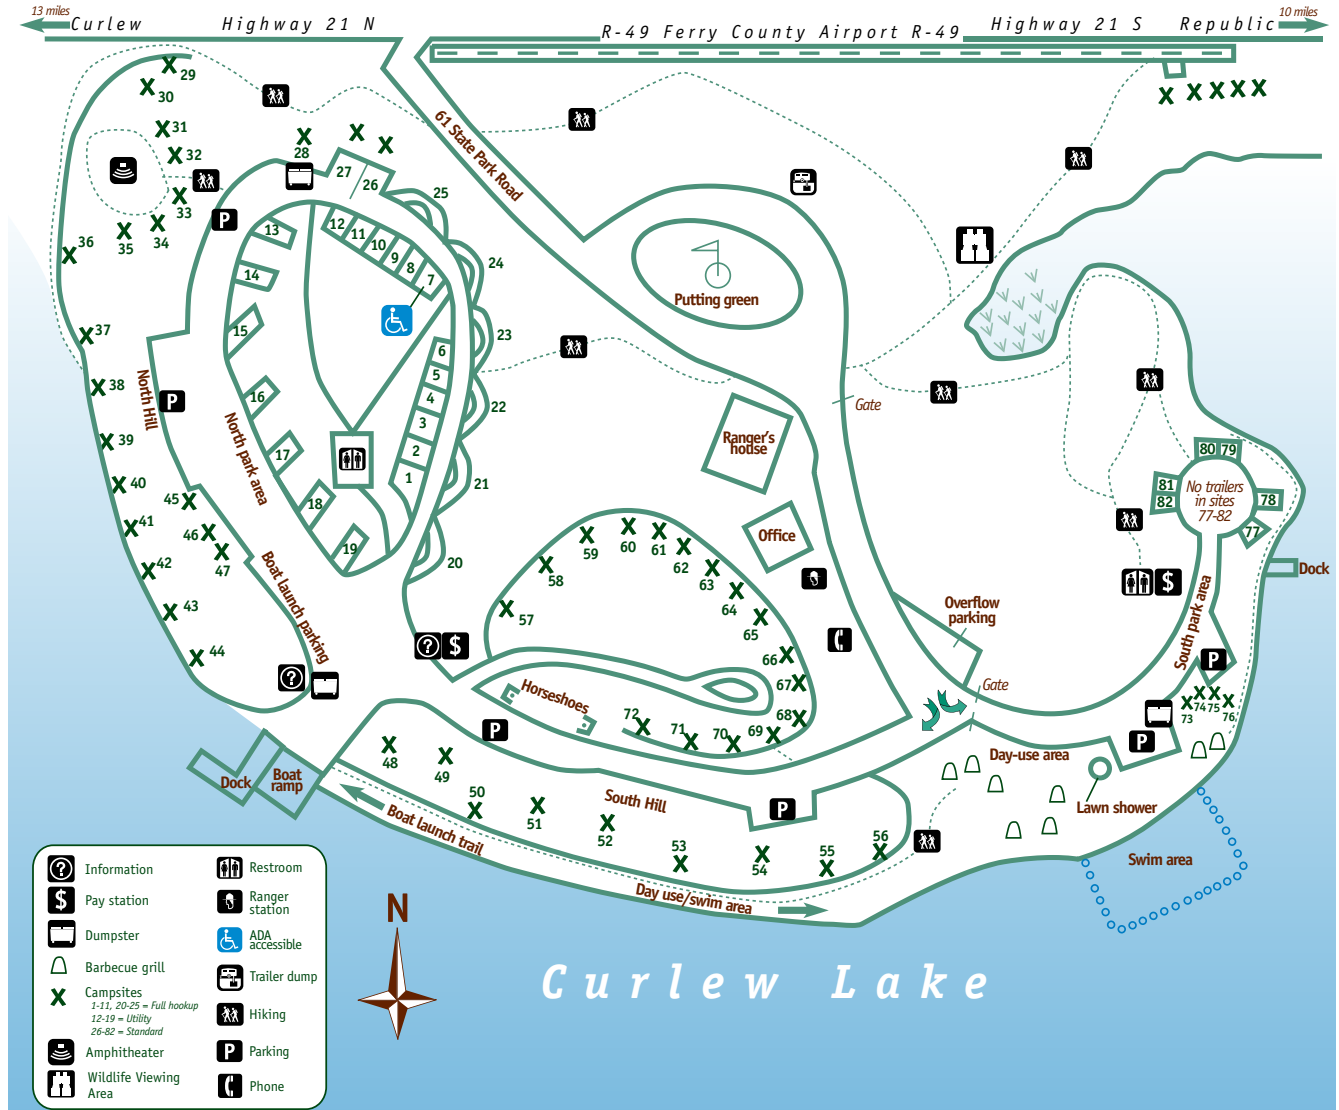 13 miles
Curlew
Highway 21 N
R-49 Ferry County Airport R-49
Highway 21 S
Republic
10 miles
61 State Park Road
29
30
31
32
33
34
35
36
37
38
39
40
41
42
43
44
45
46
47
28
P
27
26
25
24
23
22
21
20
13
14
15
16
17
18
19
12
11
10
9
8
7
6
5
4
3
2
1
North Hill
P
North park area
Boat launch parking
?
Putting green
Gate
Ranger's
house
Office
Overflow
parking
Gate
80 79
81
82
No trailers
in sites
77-82
78
77
Dock
$
South park area
P
73
74
75
76
P
Day-use area
Lawn shower
Swim area
57
58
59
60
61
62
63
64
65
66
67
68
69
70
71
72
? $
Horseshoes
P
48
49
50
51
52
53
54
55
56
South Hill
P
Dock
Boat
ramp
Boat launch trail
Day use/swim area
N
Curlew Lake
? Information
$ Pay station
Dumpster
Barbecue grill
Campsites
1-11, 20-25 = Full hookup
12-19 = Utility
26-82 = Standard
Amphitheater
Wildlife Viewing
Area
Restroom
Ranger
station
ADA
accessible
Trailer dump
Hiking
P Parking
Phone